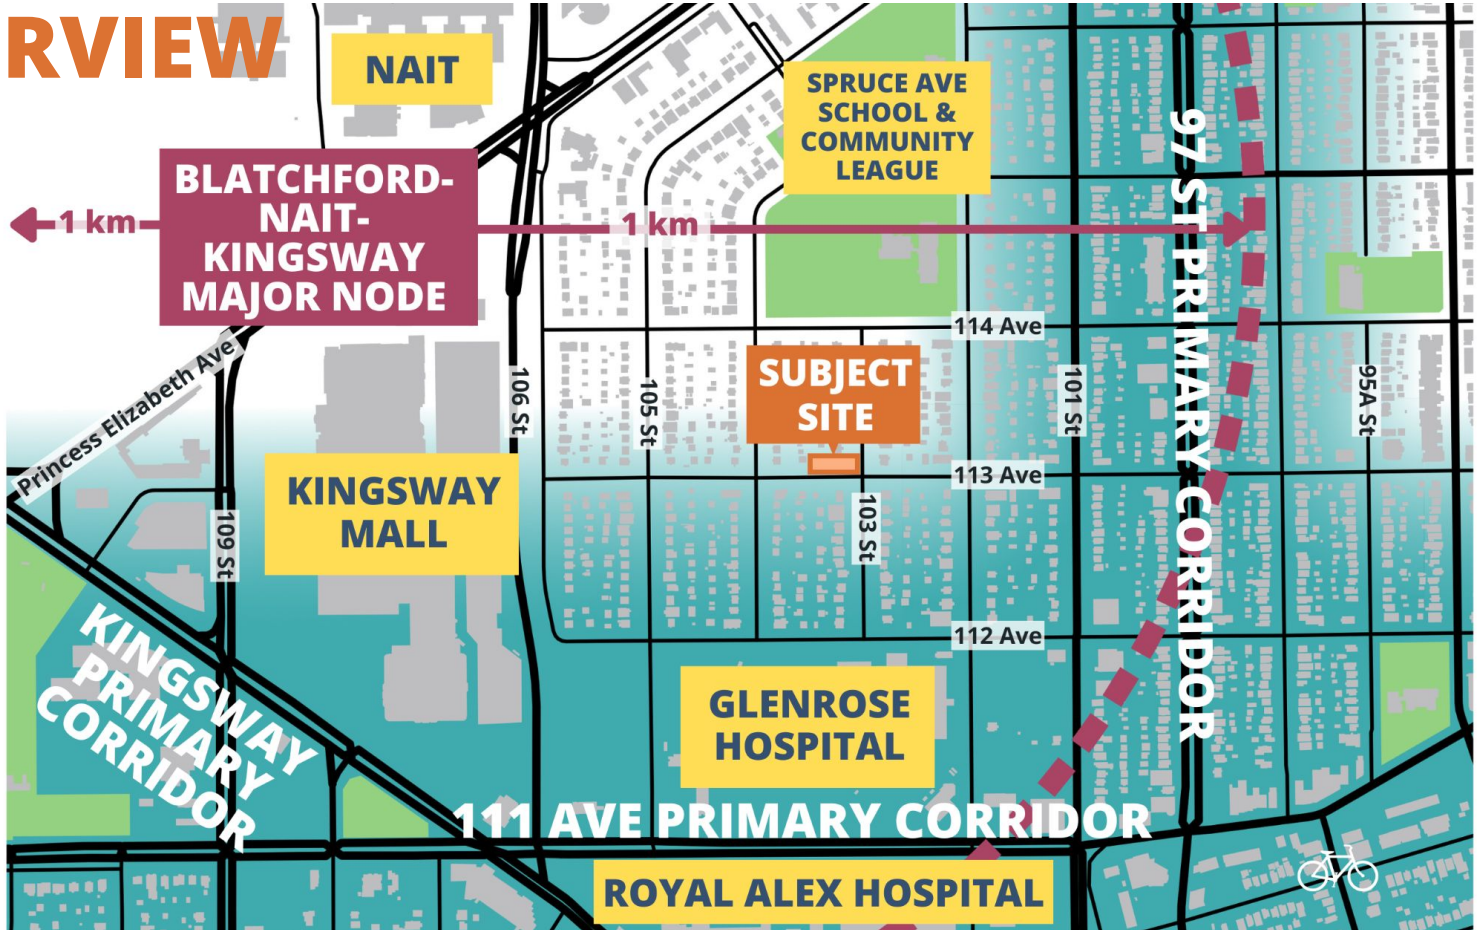 RVIEW
NAIT
SPRUCE AVE
SCHOOL &
COMMUNITY
LEAGUE
BLATCHFORD-
NAIT-
KINGSWAY
MAJOR NODE
1 km
1 km
97 ST PRIMARY CORRIDOR
114 Ave
Princess Elizabeth Ave
SUBJECT
SITE
106 St
105 St
101 St
95A St
113 Ave
KINGSWAY
MALL
109 St
103 St
112 Ave
KINGSWAY
PRIMARY
CORRIDOR
GLENROSE
HOSPITAL
111 AVE PRIMARY CORRIDOR
ROYAL ALEX HOSPITAL